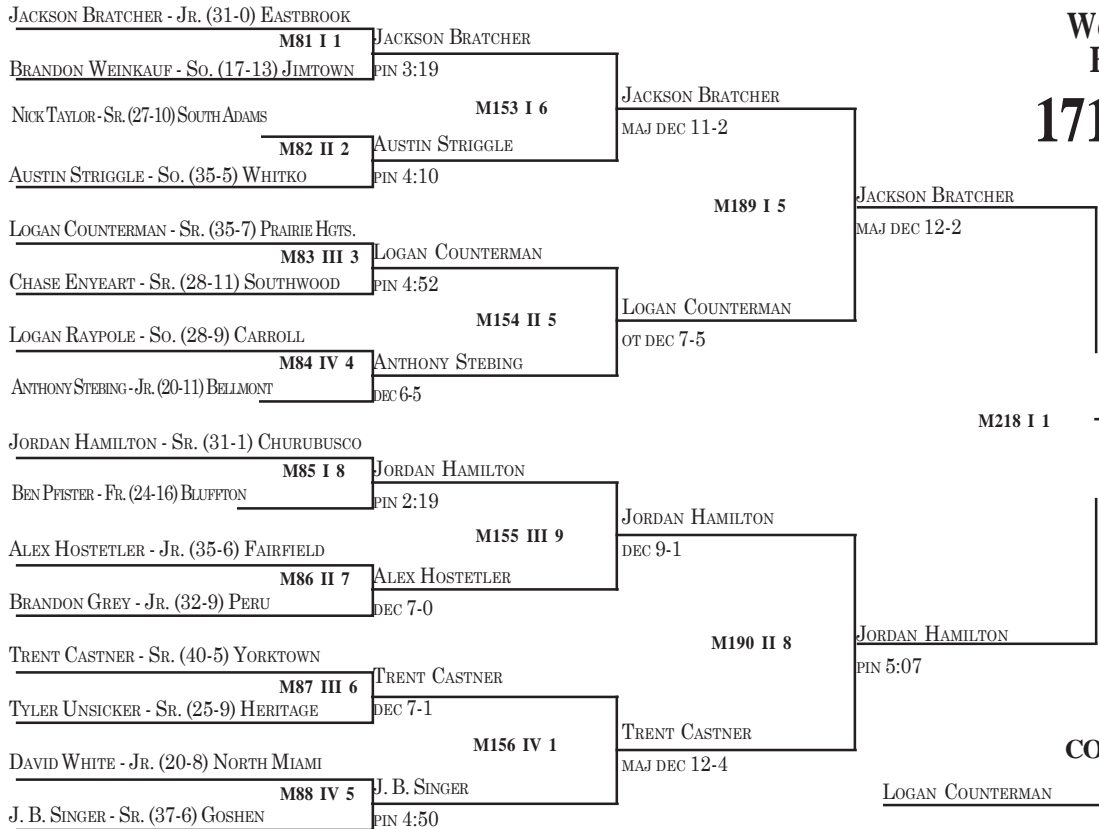 Jackson Bratcher - Jr. (31-0) Eastbrook
M81 I 1
Jackson Bratcher
Brandon Weinkauf - So. (17-13) Jimtown
PIN 3:19
Nick Taylor - Sr. (27-10) South Adams
M82 II 2
Austin Striggle
Austin Striggle - So. (35-5) Whitko
PIN 4:10
M153 I 6
Jackson Bratcher
MAJ DEC 11-2
Logan Counterman - Sr. (35-7) Prairie Hgts.
M83 III 3
Logan Counterman
Chase Enyeart - Sr. (28-11) Southwood
PIN 4:52
Logan Raypole - So. (28-9) Carroll
M84 IV 4
Anthony Stebing
Anthony Stebing - Jr. (20-11) Bellmont
DEC 6-5
M154 II 5
Logan Counterman
OT DEC 7-5
M189 I 5
Jackson Bratcher
MAJ DEC 12-2
Jordan Hamilton - Sr. (31-1) Churubusco
M85 I 8
Jordan Hamilton
Ben Pfister - Fr. (24-16) Bluffton
PIN 2:19
Alex Hostetler - Jr. (35-6) Fairfield
M86 II 7
Alex Hostetler
Brandon Grey - Jr. (32-9) Peru
DEC 7-0
M155 III 9
Jordan Hamilton
DEC 9-1
Trent Castner - Sr. (40-5) Yorktown
M87 III 6
Trent Castner
Tyler Unsicker - Sr. (25-9) Heritage
DEC 7-1
David White - Jr. (20-8) North Miami
M88 IV 5
J. B. Singer
J. B. Singer - Sr. (37-6) Goshen
PIN 4:50
M156 IV 1
Trent Castner
MAJ DEC 12-4
M190 II 8
Jordan Hamilton
PIN 5:07
M218 I 1
171
CO
Logan Counterman